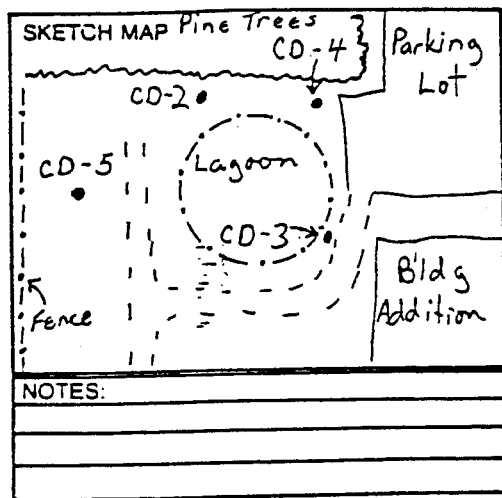 SKETCH MAP Pine Trees
CD-4
Parking
Lot
CD-2
Lagoon
CD-5
CD-3
Bldg
Addition
Fence
NOTES: